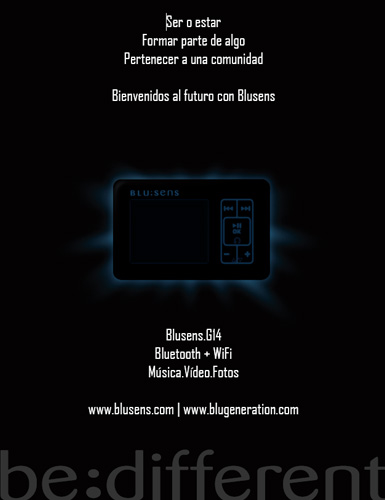 Ser o estar
Formar parte de algo
Pertenecer a una comunidad
Bienvenidos al futuro con Blusens
BLU:sens
OK
Blusens.G14
Bluetooth + WiFi
Música.Vídeo.Fotos
www.blusens.com | www.blugeneration.com
be:different